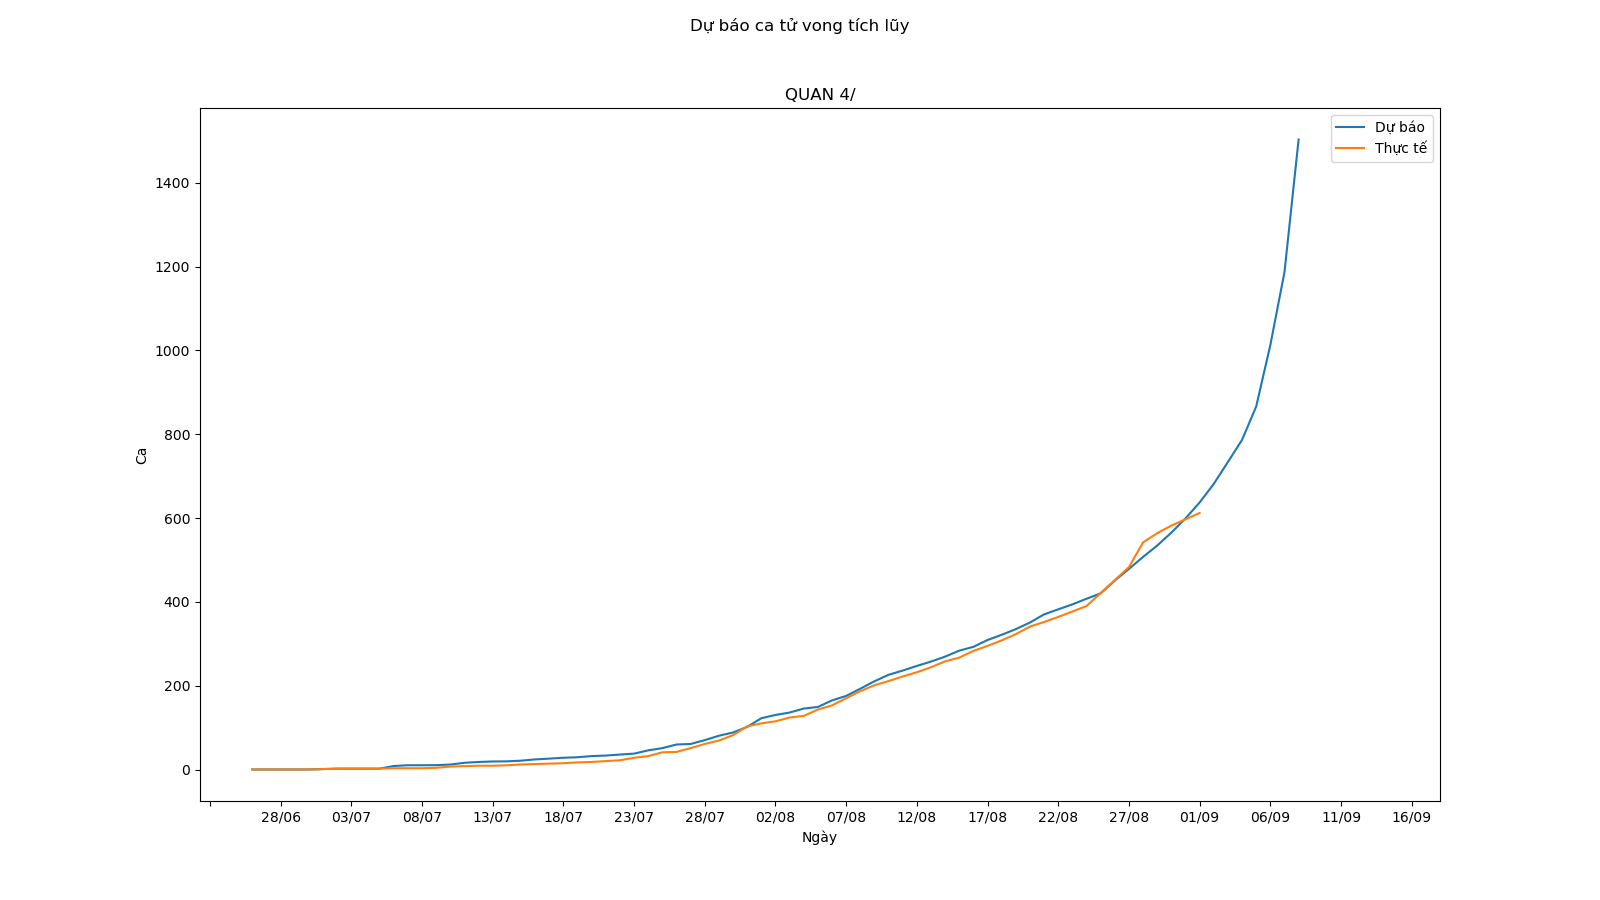 Dự báo ca tử vong tích lũy
QUAN 4/
Dự báo
Thực tế
1400
1200
1000
800
600
400
200
0
Ca
28/06 03/07 08/07 13/07 18/07 23/07 28/07 02/08 07/08 12/08 17/08 22/08 27/08 01/09 06/09 11/09 16/09
Ngày